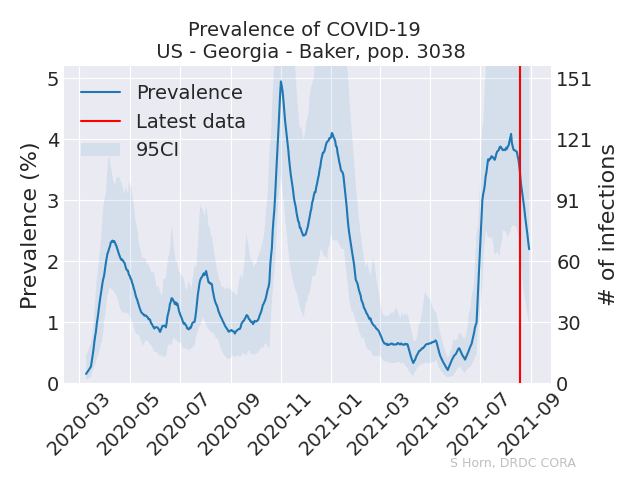 Prevalence of COVID-19
US - Georgia - Baker, pop. 3038
Prevalence
Latest data
95CI
Prevalence (%)
5
4
3
2
1
0
151
121
91
60
30
0
# of infections
2020-03
2020-05
2020-07
2020-09
2020-11
2021-01
2021-03
2021-05
2021-07
2021-09
S Horn, DRDC CORA